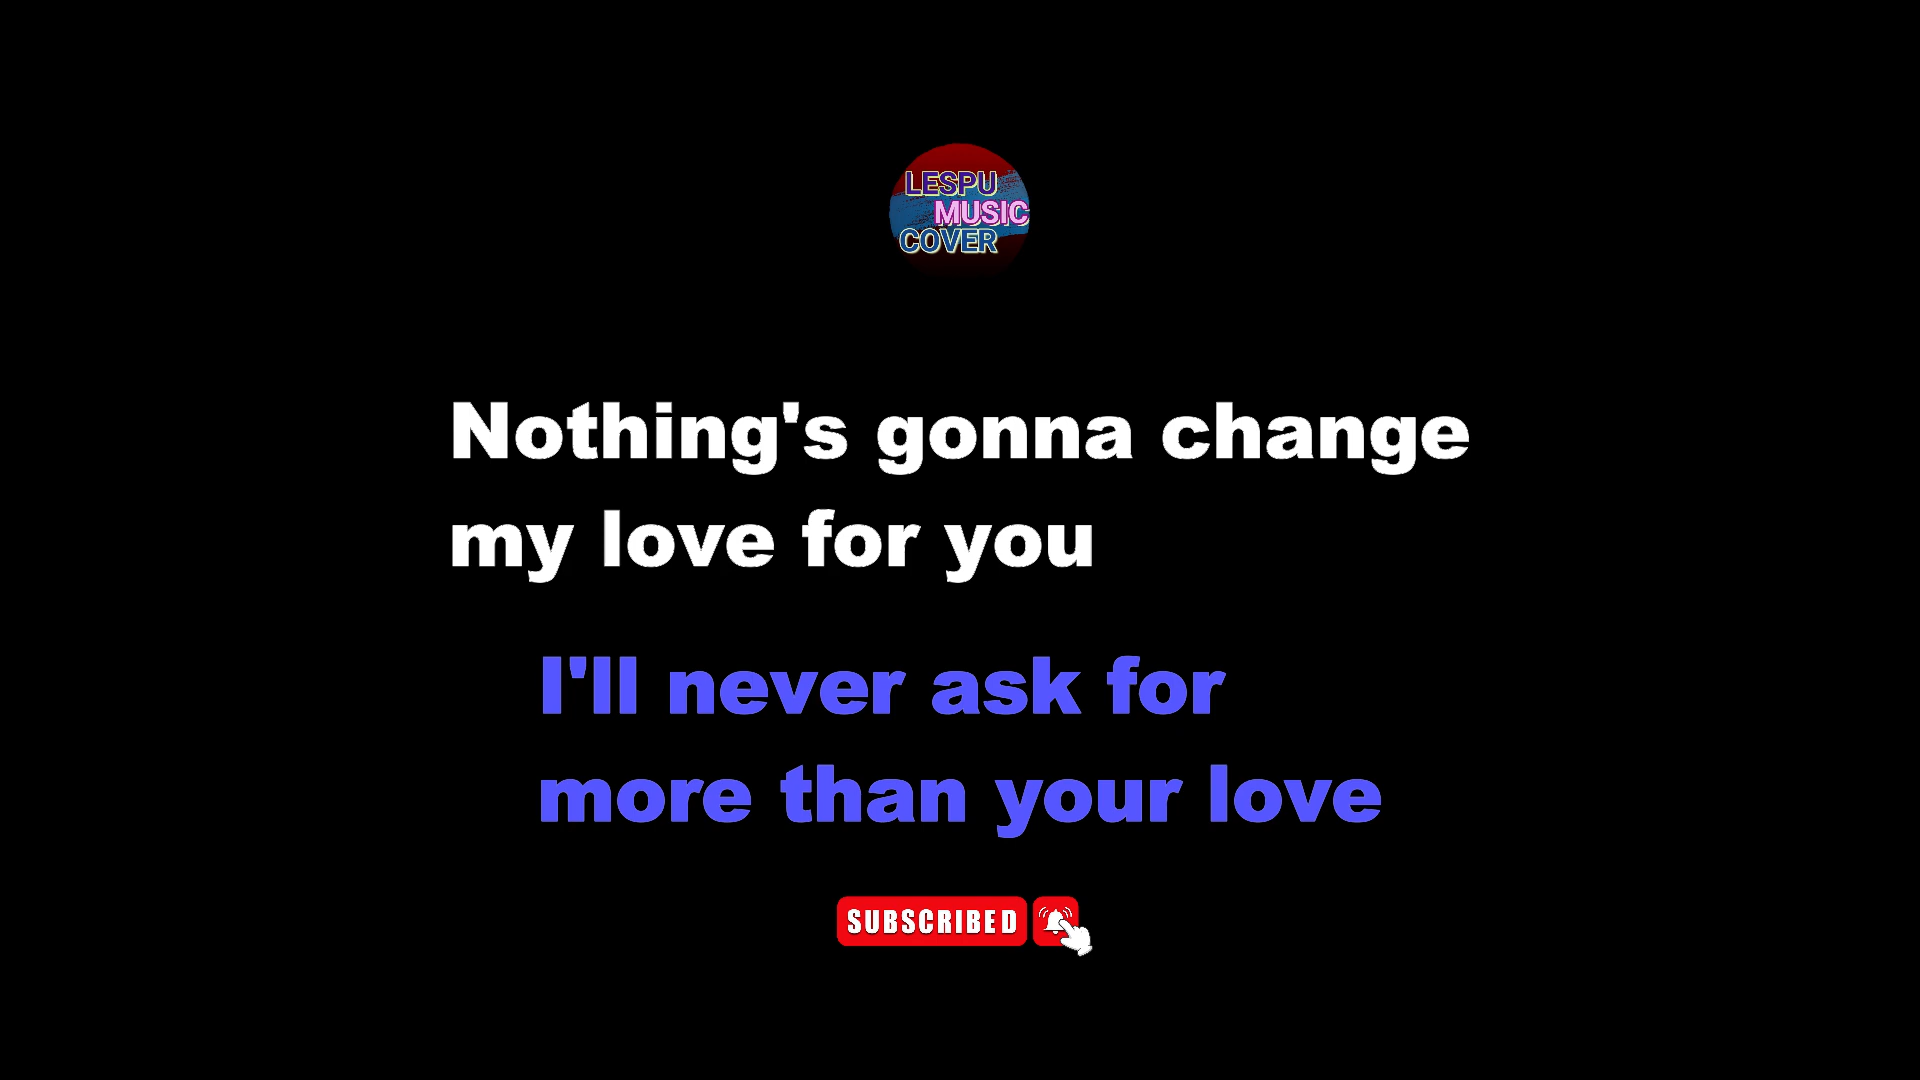 LESPU
MUSIC
COVER
Nothing's gonna change
my love for you
I'll never ask for
more than your love
SUBSCRIBED